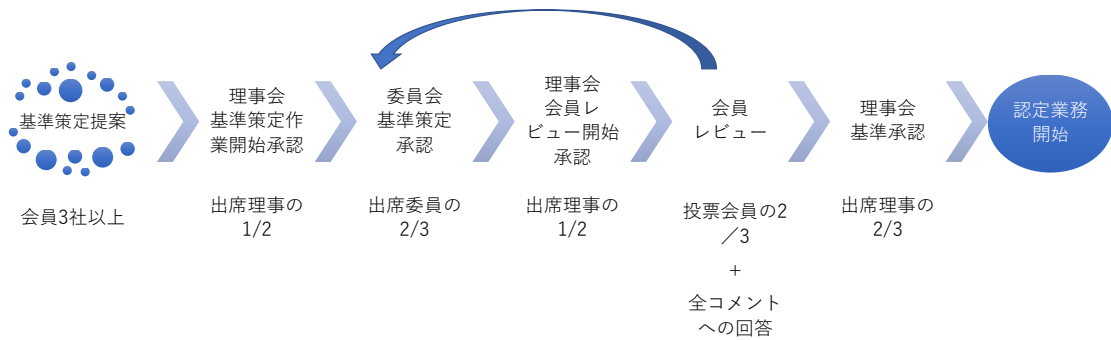 基準策定提案
会員3社以上
理事会
基準策定作
業開始承認
出席理事の
1/2
委員会
基準策定
承認
出席委員の
2/3
理事会
会員レ
ビュー開始
承認
出席理事の
1/2
会員
レビュー
投票会員の2
／3
+
全コメント
への回答
理事会
基準承認
出席理事の
2/3
認定業務
開始